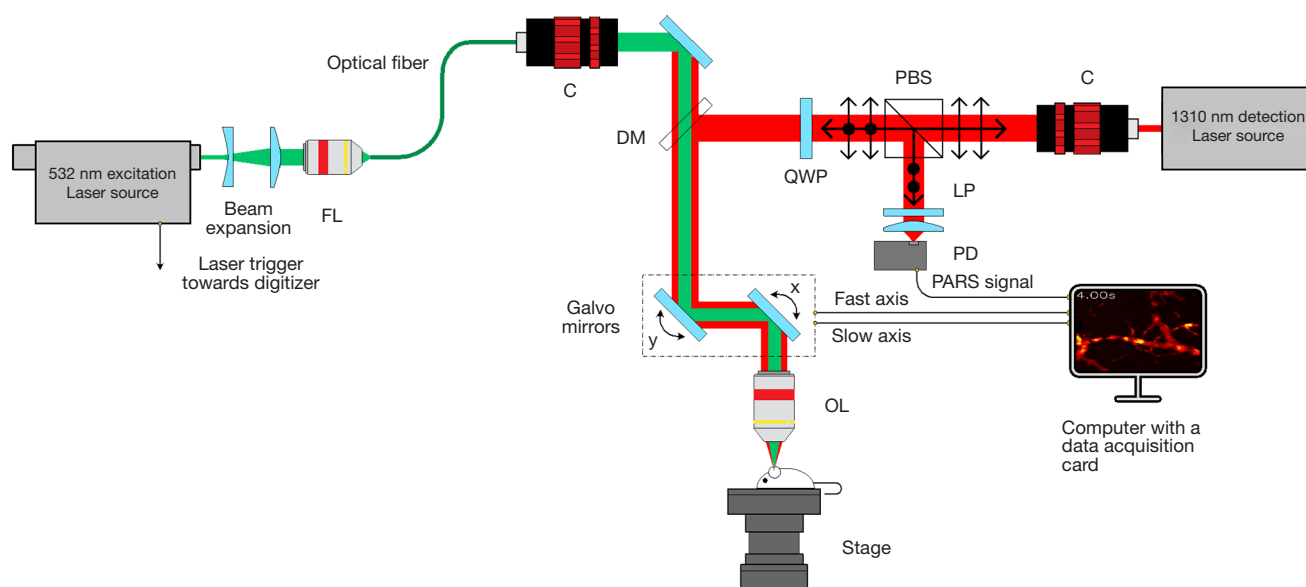 Optical fiber
C
PBS
C
DM
1310 nm detection
Laser source
532 nm excitation
Laser source
QWP
LP
Beam
expansion
FL
PD
Laser trigger
towards digitizer
PARS signal
Galvo
mirrors
x
y
Fast axis
Slow axis
4.00s
OL
Computer with a
data acquisition
card
Stage